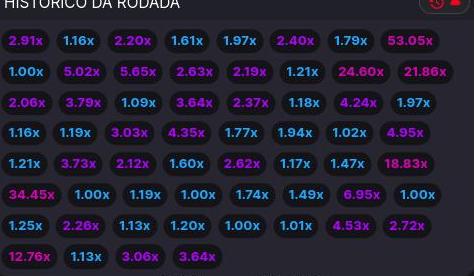 HISTÓRICO DA RODADA
2.91x 1.16x 2.20x 1.61x 1.97x 2.40x 1.79x 53.05x
1.00x 5.02x 5.65x 2.63x 2.19x 1.21x 24.60x 21.86x
2.06x 3.79x 1.09x 3.64x 2.37x 1.18x 4.24x 1.97x
1.16x 1.19x 3.03x 4.35x 1.77x 1.94x 1.02x 4.95x
1.21x 3.73x 2.12x 1.60x 2.62x 1.17x 1.47x 18.83x
34.45x 1.00x 1.19x 1.00x 1.74x 1.49x 6.95x 1.00x
1.25x 2.26x 1.13x 1.20x 1.00x 1.01x 4.53x 2.72x
12.76x 1.13x 3.06x 3.64x